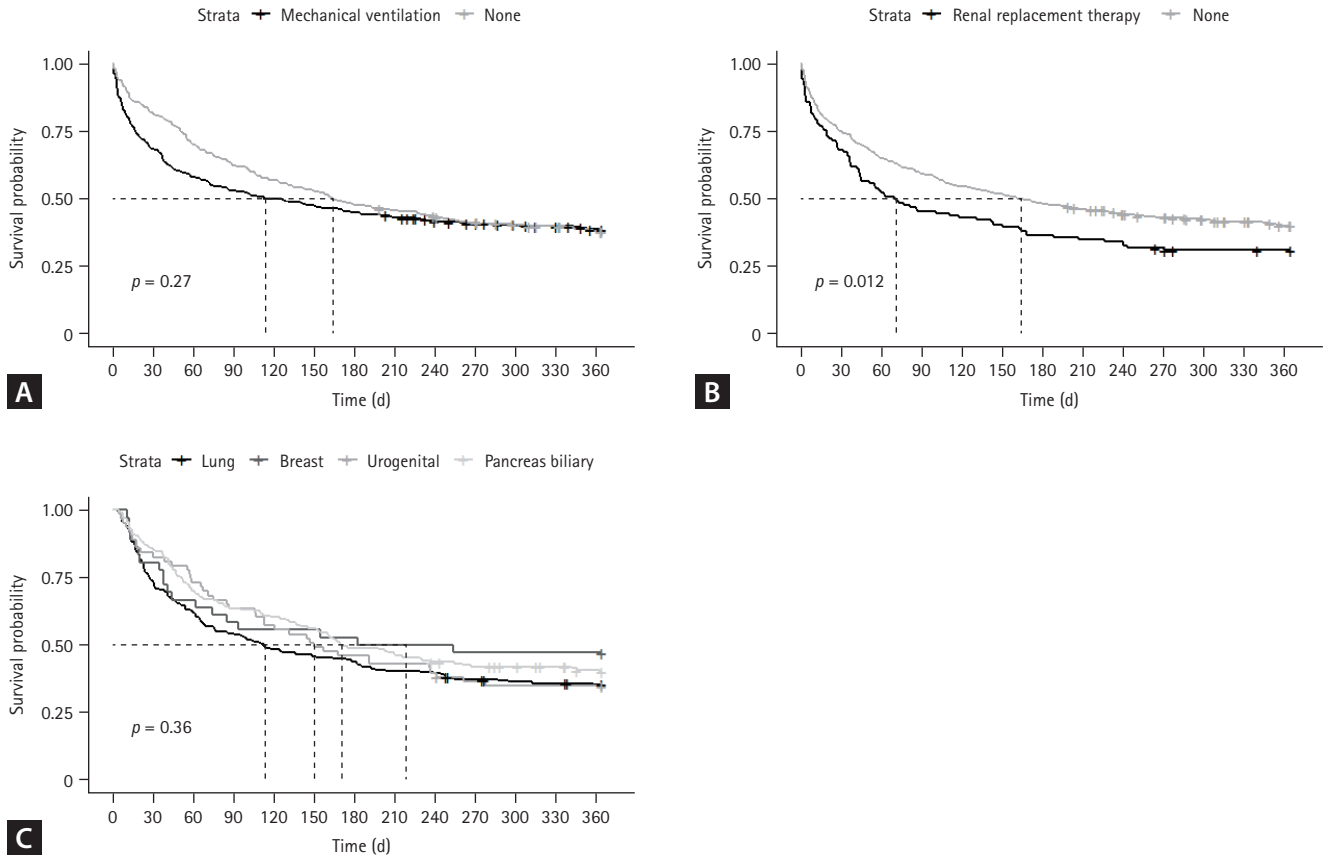 Strata Mechanical ventilation None
1.00
0.75
0.50
0.25
0
Survival probability
p = 0.27
0 30 60 90 120 150 180 210 240 270 300 330 360
Time (d)
A
Strata Renal replacement therapy None
1.00
0.75
0.50
0.25
0
Survival probability
p = 0.012
0 30 60 90 120 150 180 210 240 270 300 330 360
Time (d)
B
Strata Lung Breast Urogenital Pancreas biliary
1.00
0.75
0.50
0.25
0
Survival probability
p = 0.36
0 30 60 90 120 150 180 210 240 270 300 330 360
Time (d)
C